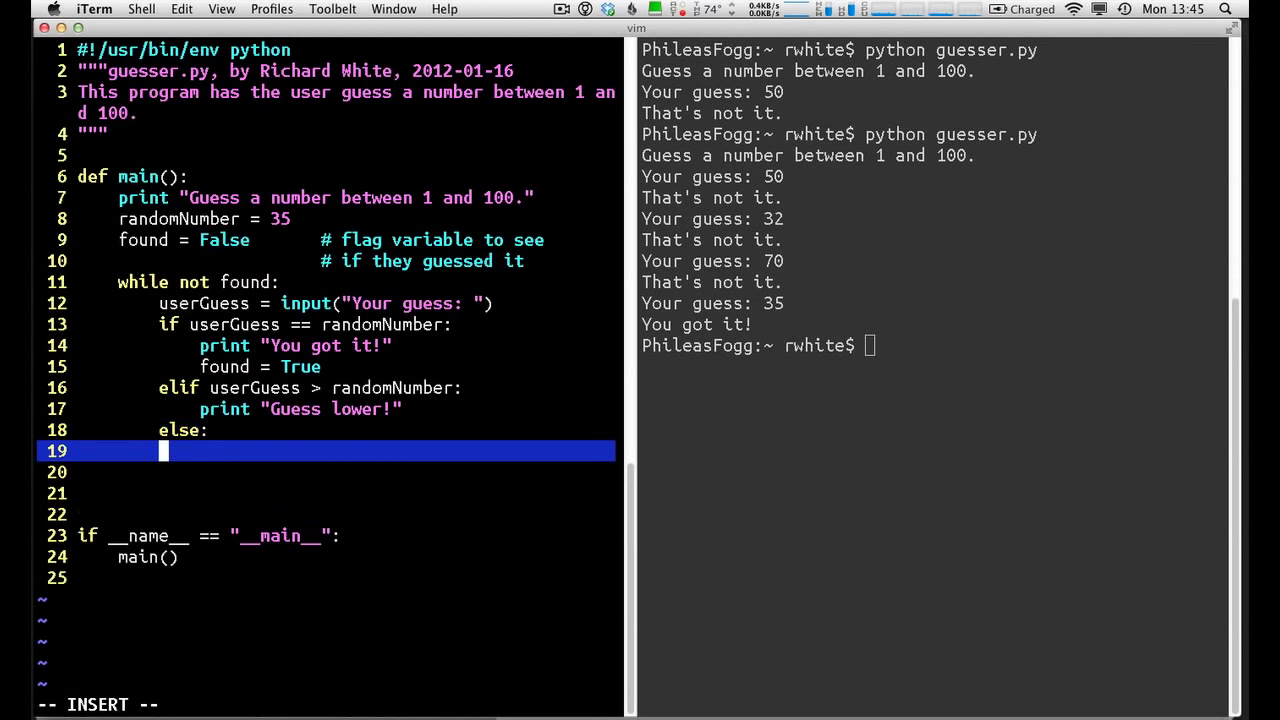 iTerm Shell Edit View Profiles Toolbelt Window Help 74° 0.4KB/s 0.0KB/s Charged Mon 13:45
vim
1 #!/usr/bin/env python
2 """guesser.py, by Richard White, 2012-01-16
3 This program has the user guess a number between 1 an
d 100.
4 """
5
6 def main():
7 print "Guess a number between 1 and 100."
8 randomNumber = 35
9 found = False # flag variable to see
10 # if they guessed it
11 while not found:
12 userGuess = input("Your guess: ")
13 if userGuess == randomNumber:
14 print "You got it!"
15 found = True
16 elif userGuess > randomNumber:
17 print "Guess lower!"
18 else:
19
20
21
22
23 if __name__ == "__main__":
24 main()
25
~
~
~
~
~
-- INSERT --
PhileasFogg:~ rwhite$ python guesser.py
Guess a number between 1 and 100.
Your guess: 50
That's not it.
PhileasFogg:~ rwhite$ python guesser.py
Guess a number between 1 and 100.
Your guess: 50
That's not it.
Your guess: 32
That's not it.
Your guess: 70
That's not it.
Your guess: 35
You got it!
PhileasFogg:~ rwhite$